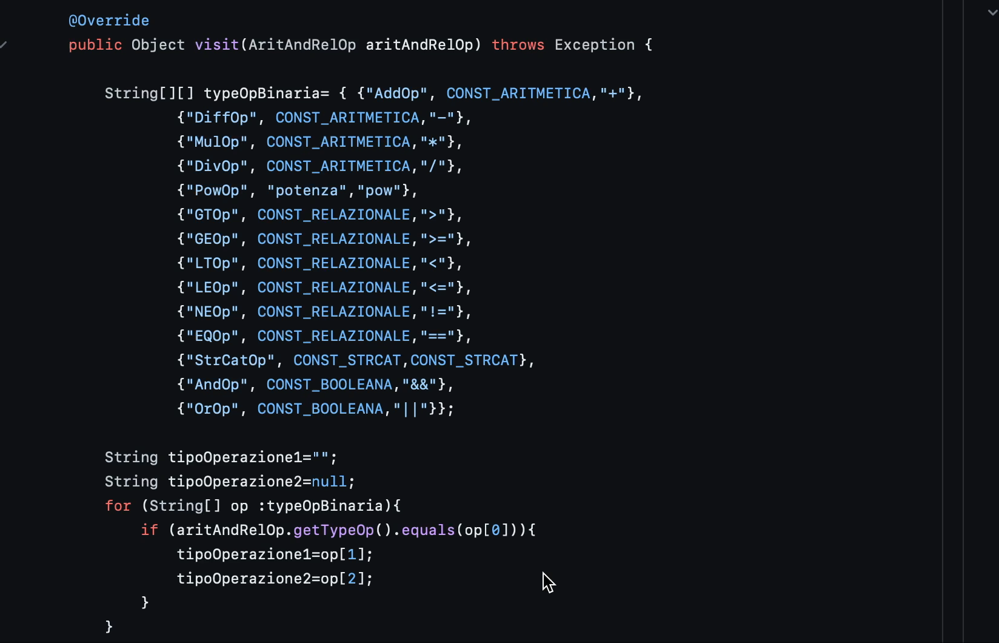 @Override
public Object visit(AritAndRelOp aritAndRelOp) throws Exception {
String[][] typeOpBinaria= { {"AddOp", CONST_ARITMETICA,"+"},
{"DiffOp", CONST_ARITMETICA,"-"},
{"MulOp", CONST_ARITMETICA,"*"},
{"DivOp", CONST_ARITMETICA,"/"},
{"PowOp", "potenza","pow"},
{"GTOp", CONST_RELAZIONALE,">"},
{"GEOp", CONST_RELAZIONALE,">="},
{"LTOp", CONST_RELAZIONALE,"<"},
{"LEOp", CONST_RELAZIONALE,"<="},
{"NEOp", CONST_RELAZIONALE,"!="},
{"EQOp", CONST_RELAZIONALE,"=="},
{"StrCatOp", CONST_STRCAT,CONST_STRCAT},
{"AndOp", CONST_BOOLEANA,"&&"},
{"OrOp", CONST_BOOLEANA,"||"}};
String tipoOperazione1="";
String tipoOperazione2=null;
for (String[] op :typeOpBinaria){
if (aritAndRelOp.getTypeOp().equals(op[0])){
tipoOperazione1=op[1];
tipoOperazione2=op[2];
}
}